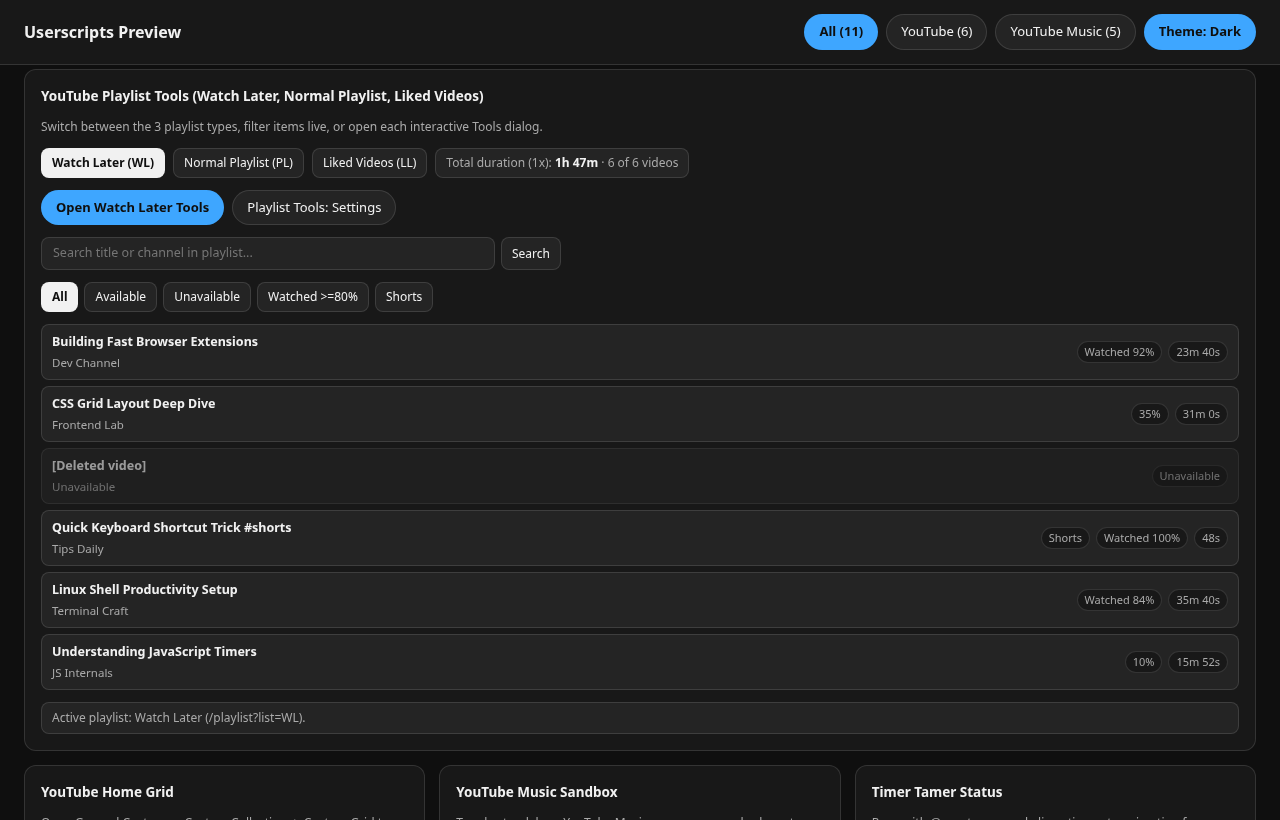 Userscripts Preview
All (11)
YouTube (6)
YouTube Music (5)
Theme: Dark
YouTube Playlist Tools (Watch Later, Normal Playlist, Liked Videos)
Switch between the 3 playlist types, filter items live, or open each interactive Tools dialog.
Watch Later (WL)
Normal Playlist (PL)
Liked Videos (LL)
Total duration (1x): 1h 47m · 6 of 6 videos
Open Watch Later Tools
Playlist Tools: Settings
Search title or channel in playlist...
Search
All
Available
Unavailable
Watched >=80%
Shorts
Building Fast Browser Extensions
Dev Channel
Watched 92%
23m 40s
CSS Grid Layout Deep Dive
Frontend Lab
35%
31m 0s
[Deleted video]
Unavailable
Unavailable
Quick Keyboard Shortcut Trick #shorts
Tips Daily
Shorts
Watched 100%
48s
Linux Shell Productivity Setup
Terminal Craft
Watched 84%
35m 40s
Understanding JavaScript Timers
JS Internals
10%
15m 52s
Active playlist: Watch Later (/playlist?list=WL).
YouTube Home Grid
YouTube Music Sandbox
Timer Tamer Status